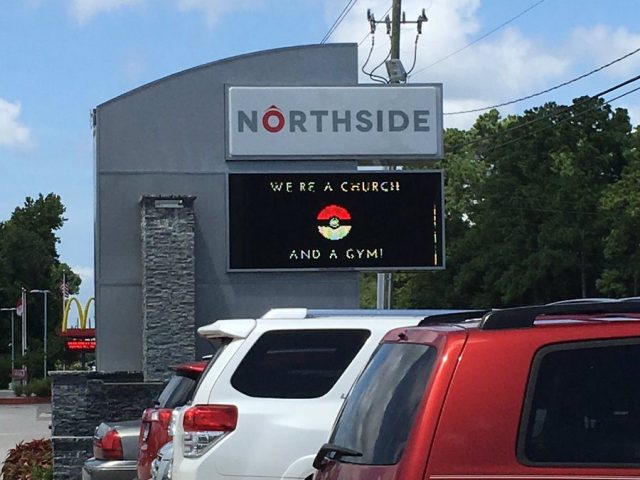 NORTHSIDE
WE'RE A CHURCH
AND A GYM!